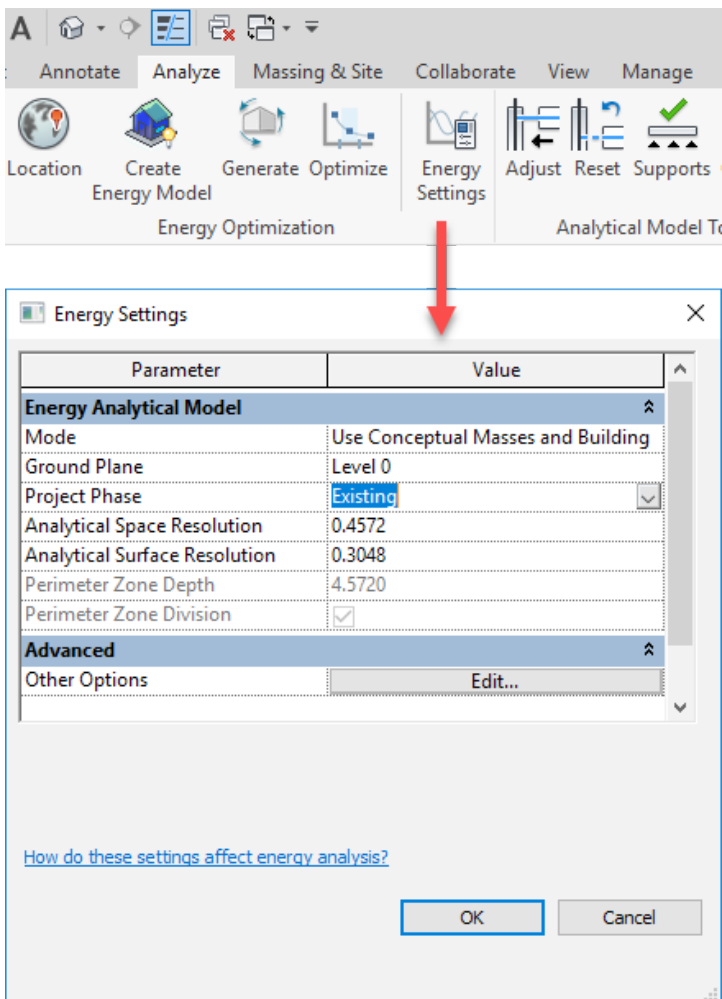 A
Annotate Analyze Massing & Site Collaborate View Manage
Location Create Generate Optimize Energy Adjust Reset Supports
Energy Model Settings
Energy Optimization Analytical Model To
Energy Settings
Parameter Value
Energy Analytical Model
Mode Use Conceptual Masses and Building
Ground Plane Level 0
Project Phase Existing
Analytical Space Resolution 0.4572
Analytical Surface Resolution 0.3048
Perimeter Zone Depth 4.5720
Perimeter Zone Division
Advanced
Other Options Edit...
How do these settings affect energy analysis?
OK Cancel